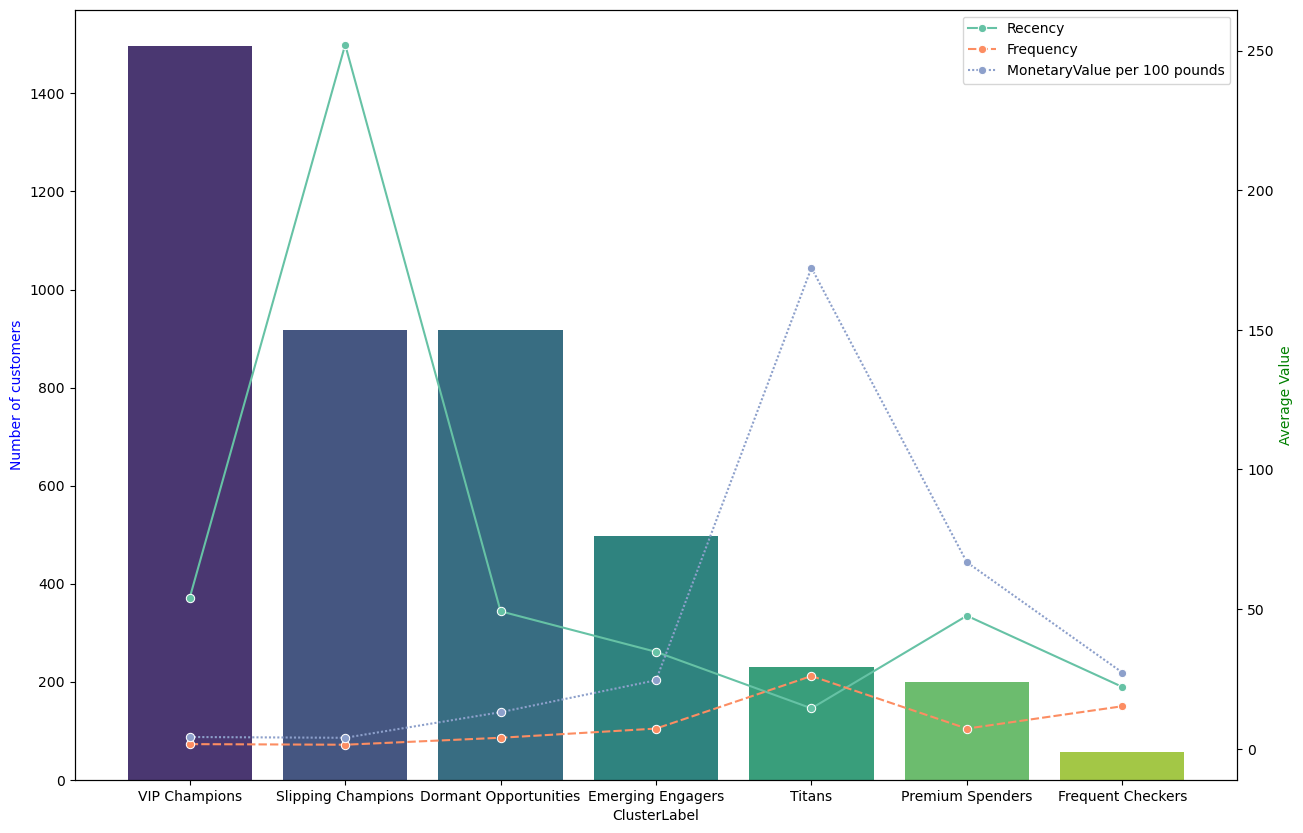 Recency
Frequency
MonetaryValue per 100 pounds
1400
1200
1000
800
600
400
200
0
Number of customers
250
200
150
100
50
0
Average Value
VIP Champions
Slipping Champions
Dormant Opportunities
Emerging Engagers
Titans
Premium Spenders
Frequent Checkers
ClusterLabel